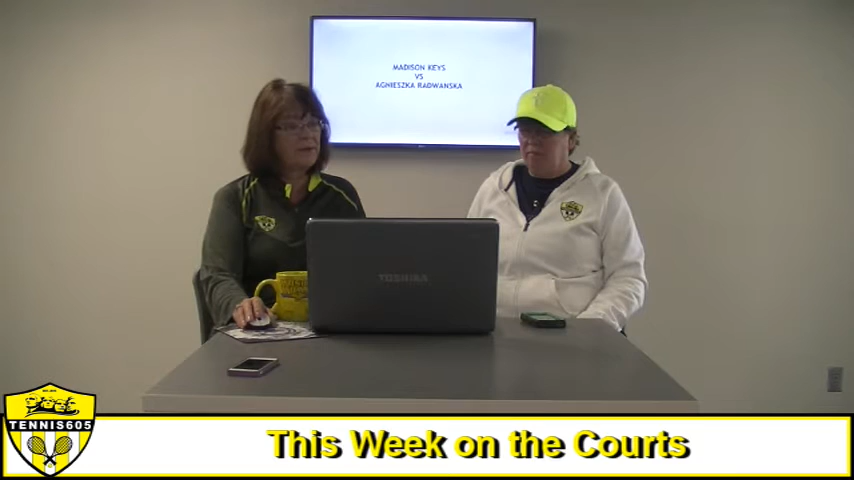 MADISON KEYS
VS
AGNIESZKA RADWANSKA
TOSHIBA
TENNIS605
This Week on the Courts